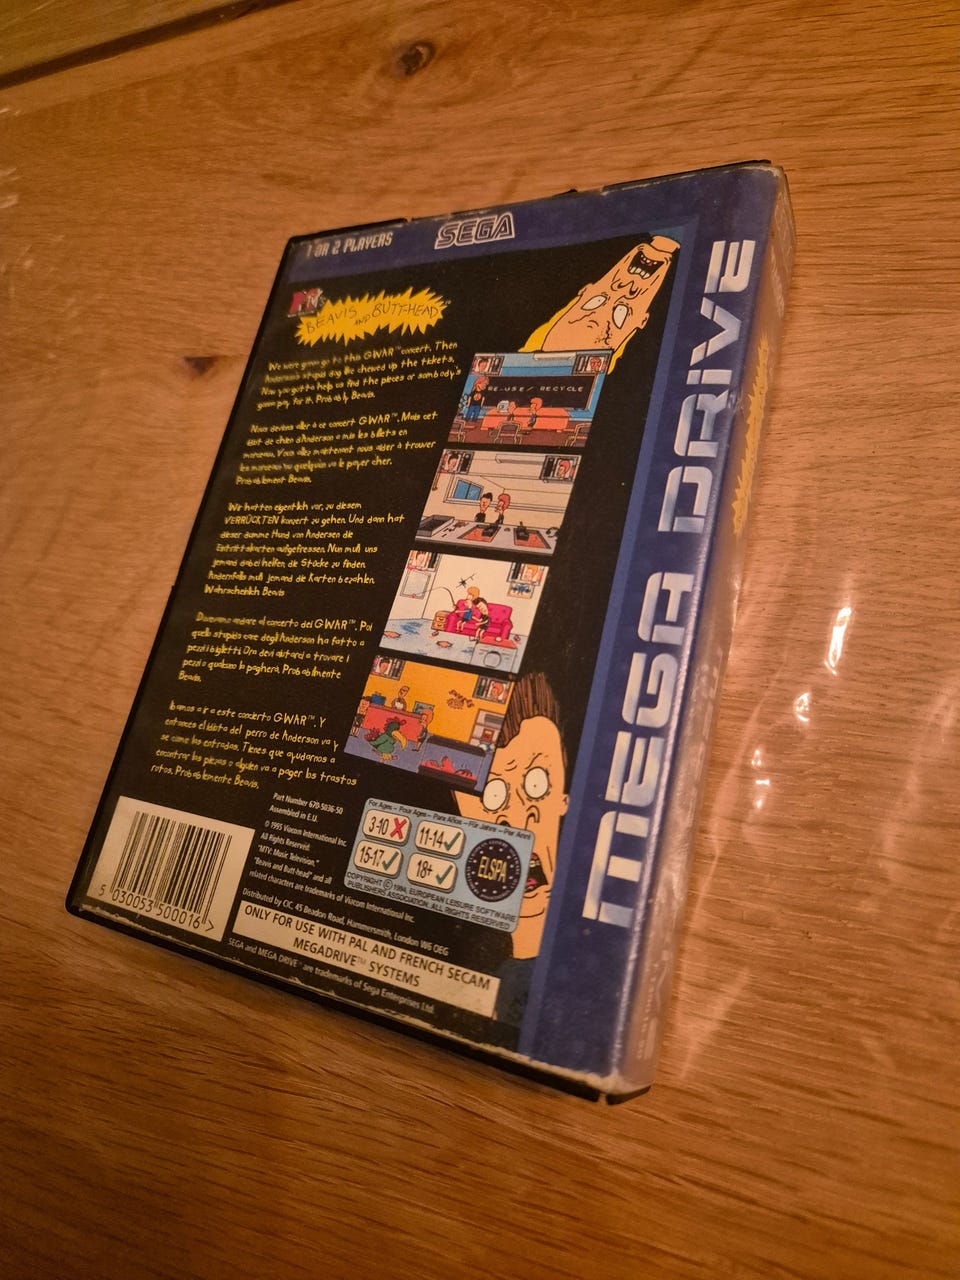 1 OR 2 PLAYERS
SEGA
MTV's
BEAVIS AND BUTT-HEAD™
We were gonna go to this GWAR™ concert. Then
Anderson's stupid dog like chewed up the tickets.
Now you gotta help us find the pieces or sombody's
gonna pay for it. Probably Beavis.
Nous devions aller à ce concert GWAR™. Mais cet
idiot de chien d'Anderson a mis les billets en
morceaux. Vous allez maintenant nous aider à trouver
les morceaux ou quelqu'un va le payer cher.
Probablement Beavis.
Wir hatten eigentlich vor, zu diesem
VERRÜCKTEN Konzert zu gehen. Und dann hat
dieser dumme Hund von Anderson die
Eintrittskarten aufgefressen. Nun muß uns
jemand dabei helfen, die Stücke zu finden.
Andernfalls muß jemand die Karten bezahlen.
Wahrscheinlich Beavis
Dovevamo andare al concerto dei GWAR™. Poi
quello stupido cane degli Anderson ha fatto a
pezzi i biglietti Ora devi aiutarci a trovare i
pezzi o qualcuno la pagherà. Probabilmente
Beavis.
Íbamos a ir a este concierto GWAR™. Y
entonces el idiota del perro de Anderson va y
se come las entradas. Tienes que ayudarnos a
encontrar las piezas o alguien va a pagar los trastos
rotos. Probablemente Beavis.
RE-USE/ RECYCLE
MEGA DRIVE
Part Number 670-5036-50
Assembled in E.U.
© 1995 Viacom International Inc.
All Rights Reserved.
"MTV: Music Television,"
"Beavis and Butt-head" and all
related characters are trademarks of Viacom International Inc.
Distributed by CIC, 45 Beadon Road, Hammersmith, London W6 OEG
ONLY FOR USE WITH PAL AND FRENCH SECAM
MEGADRIVE™ SYSTEMS
SEGA and MEGA DRIVE™ are trademarks of Sega Enterprises Ltd.
For Ages - Pour Ages - Para Años - Für Jahre - Per Anni
3-10 11-14
15-17 18+
ELSPA
COPYRIGHT © 1994, EUROPEAN LEISURE SOFTWARE
PUBLISHERS ASSOCIATION. ALL RIGHTS RESERVED
5 030053 500016 >